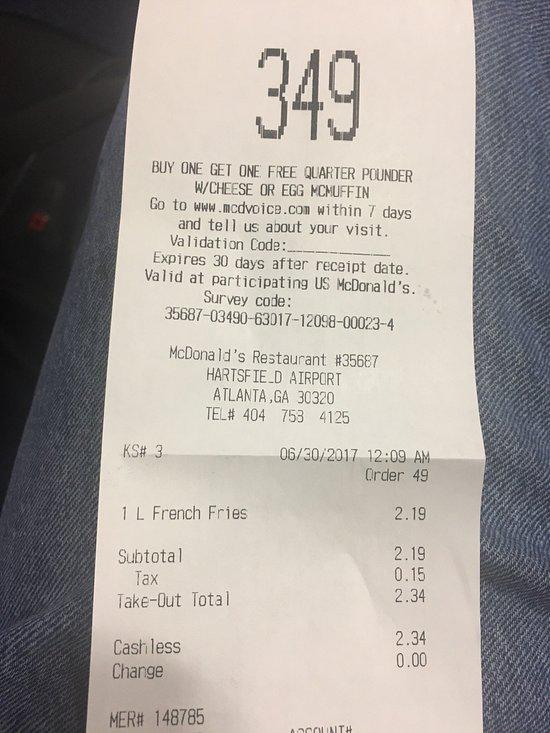 349
BUY ONE GET ONE FREE QUARTER POUNDER
W/CHEESE OR EGG MCMUFFIN
Go to www.mcdvoice.com within 7 days
and tell us about your visit.
Validation Code:____________
Expires 30 days after receipt date.
Valid at participating US McDonald's.
Survey code:
35687-03490-63017-12098-00023-4
McDonald's Restaurant #35687
HARTSFIELD AIRPORT
ATLANTA,GA 30320
TEL# 404 753 4125
KS# 3 06/30/2017 12:09 AM
Order 49
1 L French Fries 2.19
Subtotal 2.19
Tax 0.15
Take-Out Total 2.34
Cashless 2.34
Change 0.00
MER# 148785
ACCOUNT#